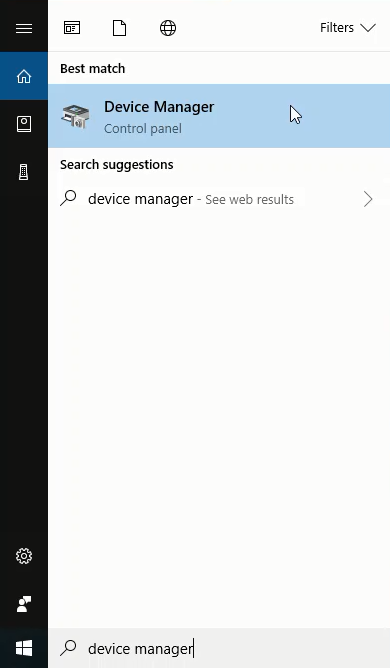 Filters
Best match
Device Manager
Control panel
Search suggestions
device manager - See web results
device manager